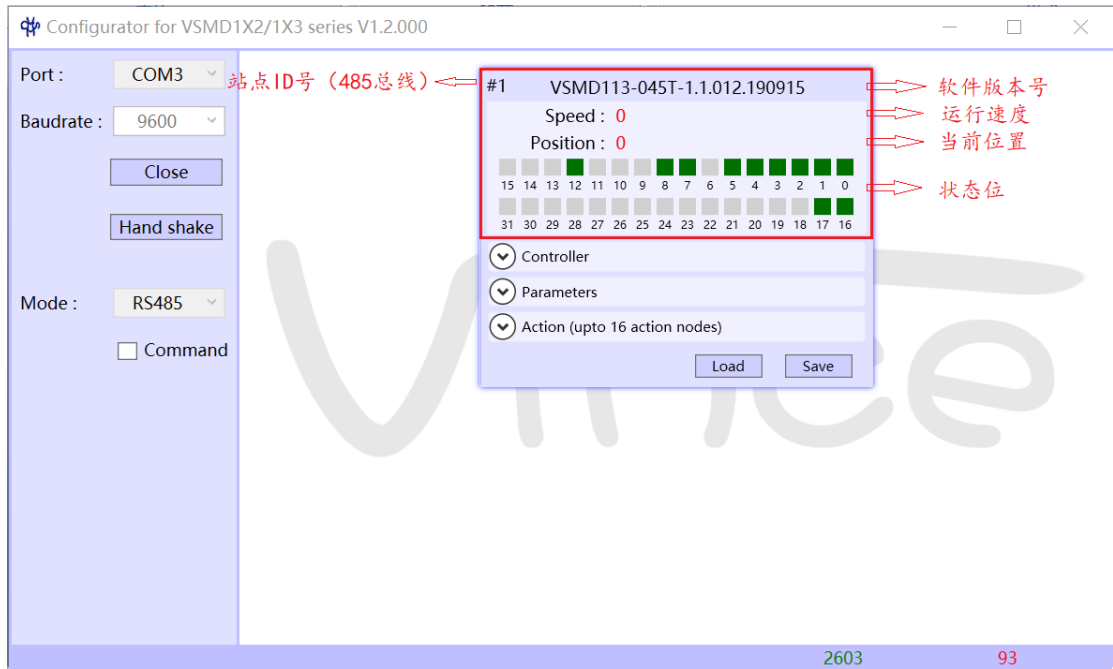 Configurator for VSMD1X2/1X3 series V1.2.000
Port : COM3
Baudrate : 9600
Close
Hand shake
Mode : RS485
Command
站点ID号（485总线）
#1 VSMD113-045T-1.1.012.190915
Speed : 0
Position : 0
15 14 13 12 11 10 9 8 7 6 5 4 3 2 1 0
31 30 29 28 27 26 25 24 23 22 21 20 19 18 17 16
软件版本号
运行速度
当前位置
状态位
Controller
Parameters
Action (upto 16 action nodes)
Load Save
Vince
2603 93